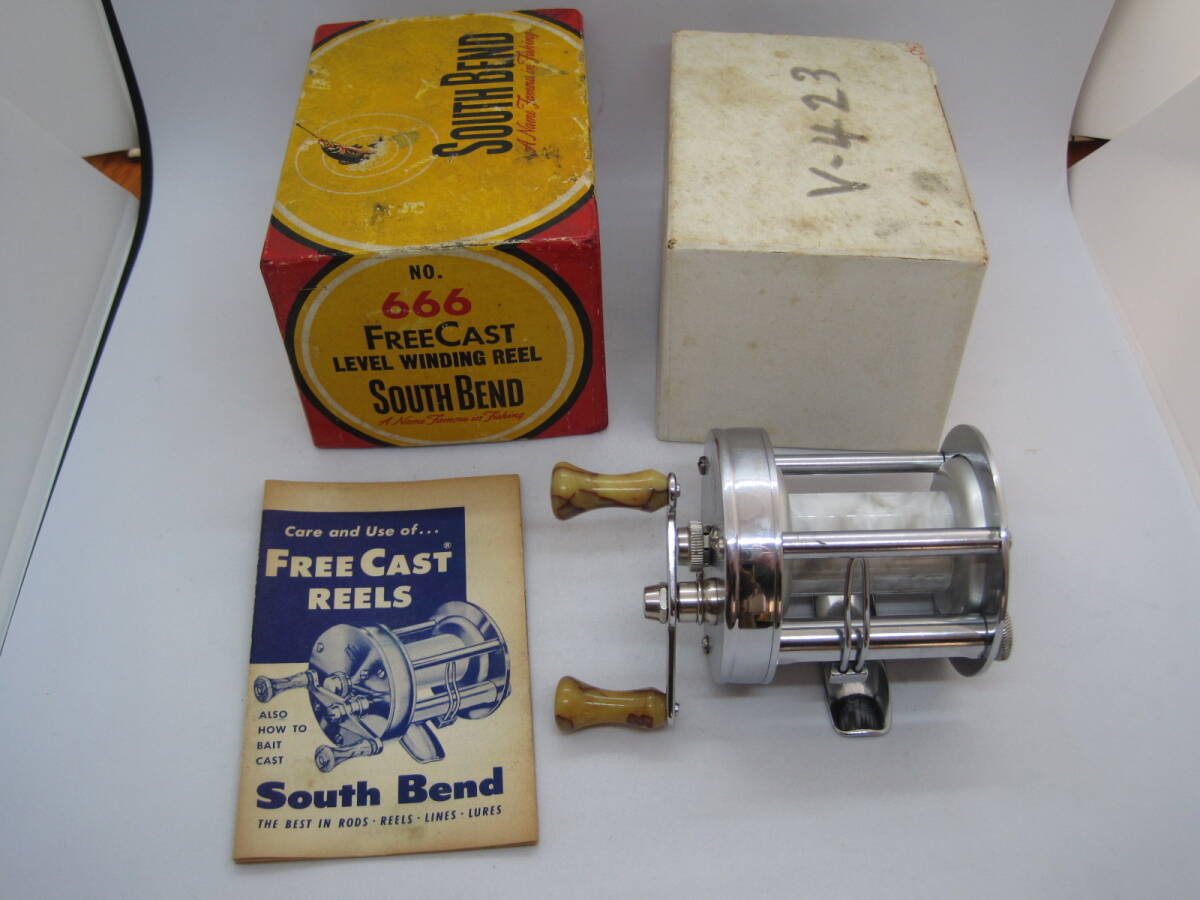 SOUTH BEND
A Name Famous in Fishing
NO.
666
FREECAST
LEVEL WINDING REEL
SOUTH BEND
A Name Famous in Fishing
V-423
Care and Use of...
FREE CAST®
REELS
ALSO
HOW TO
BAIT
CAST
South Bend
THE BEST IN RODS · REELS · LINES · LURES